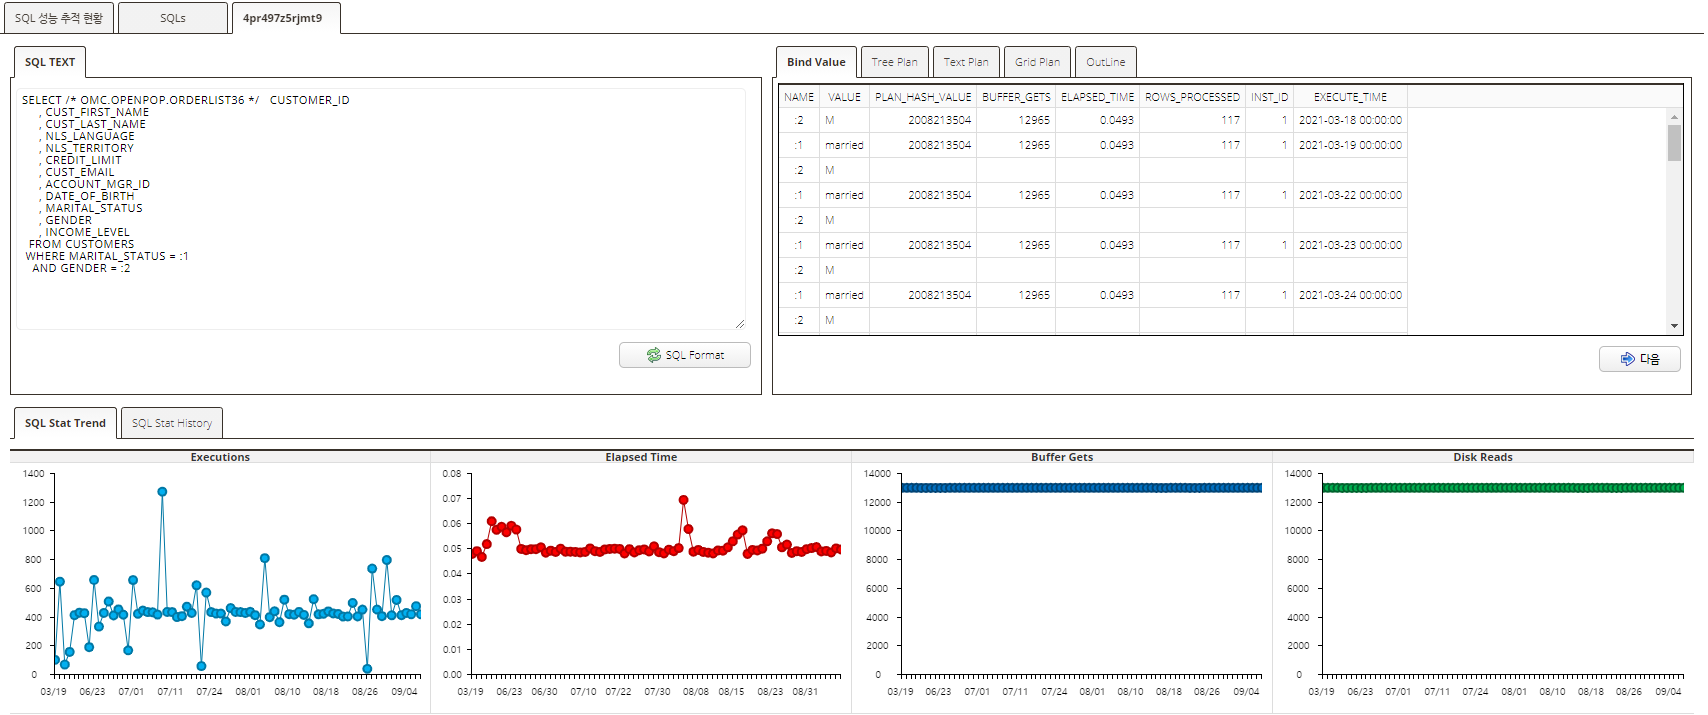 SQL 성능 추적 현황 SQLs 4pr497z5rjmt9
SQL TEXT
SELECT /* OMC.OPENPOP.ORDERLIST36 */ CUSTOMER_ID
, CUST_FIRST_NAME
, CUST_LAST_NAME
, NLS_LANGUAGE
, NLS_TERRITORY
, CREDIT_LIMIT
, CUST_EMAIL
, ACCOUNT_MGR_ID
, DATE_OF_BIRTH
, MARITAL_STATUS
, GENDER
, INCOME_LEVEL
FROM CUSTOMERS
WHERE MARITAL_STATUS = :1
AND GENDER = :2
SQL Format
Bind Value Tree Plan Text Plan Grid Plan OutLine
NAME VALUE PLAN_HASH_VALUE BUFFER_GETS ELAPSED_TIME ROWS_PROCESSED INST_ID EXECUTE_TIME
:2 M 2008213504 12965 0.0493 117 1 2021-03-18 00:00:00
:1 married 2008213504 12965 0.0493 117 1 2021-03-19 00:00:00
:2 M
:1 married 2008213504 12965 0.0493 117 1 2021-03-22 00:00:00
:2 M
:1 married 2008213504 12965 0.0493 117 1 2021-03-23 00:00:00
:2 M
:1 married 2008213504 12965 0.0493 117 1 2021-03-24 00:00:00
:2 M
다음
SQL Stat Trend SQL Stat History
Executions
1400
1200
1000
800
600
400
200
0
03/19 06/23 07/01 07/11 07/24 08/01 08/10 08/18 08/26 09/04
Elapsed Time
0.08
0.07
0.06
0.05
0.04
0.03
0.02
0.01
0.00
03/19 06/23 06/30 07/10 07/22 07/30 08/08 08/15 08/23 08/31
Buffer Gets
14000
12000
10000
8000
6000
4000
2000
0
03/19 06/23 07/01 07/11 07/24 08/01 08/10 08/18 08/26 09/04
Disk Reads
14000
12000
10000
8000
6000
4000
2000
0
03/19 06/23 07/01 07/11 07/24 08/01 08/10 08/18 08/26 09/04